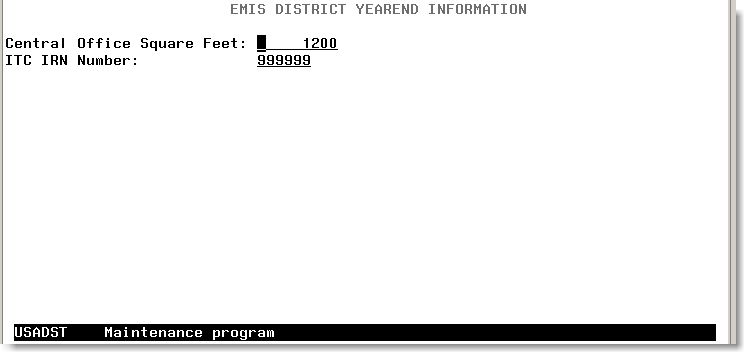 EMIS DISTRICT YEAREND INFORMATION
Central Office Square Feet: 1200
ITC IRN Number: 999999
USADST Maintenance program